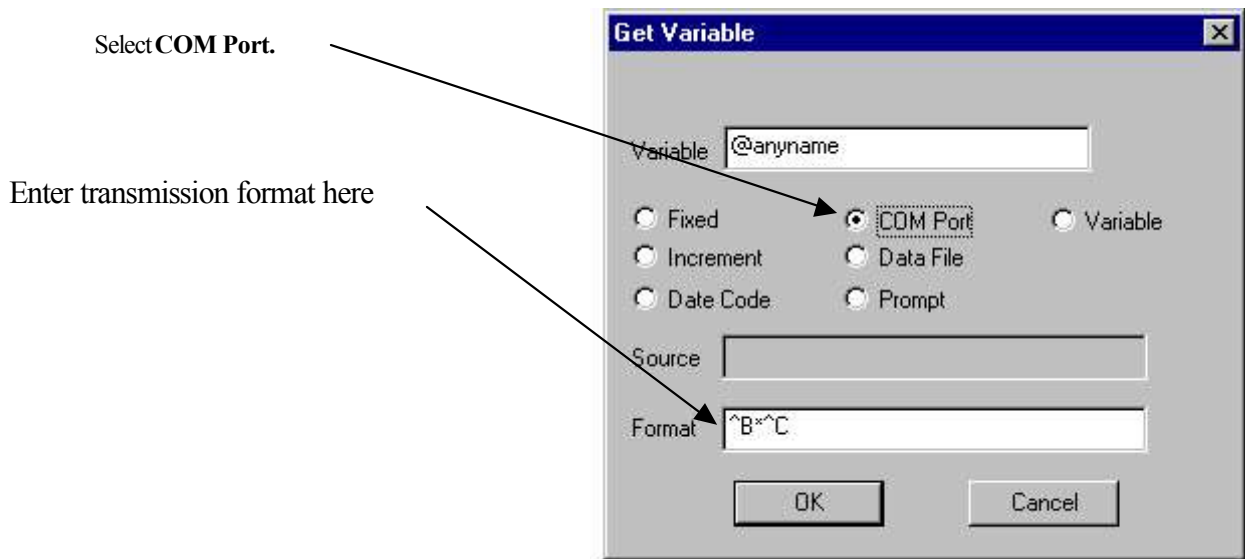 Select COM Port.
Enter transmission format here
Get Variable
Variable @anyname
Fixed COM Port Variable
Increment Data File
Date Code Prompt
Source
Format ^B*^C
OK Cancel